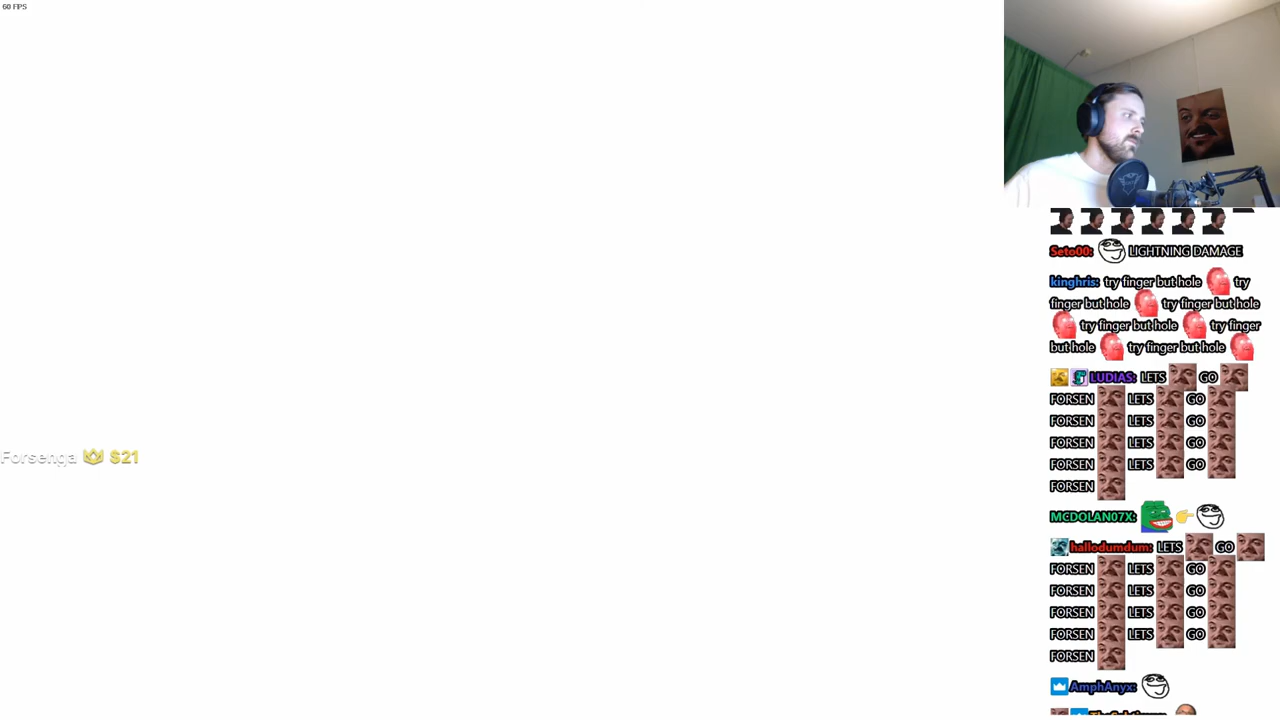 60 FPS
Seto00: LIGHTNING DAMAGE
kinghris: try finger but hole try
finger but hole try finger but hole
try finger but hole try finger
but hole try finger but hole
LUDIAS: LETS GO
FORSEN LETS GO
FORSEN LETS GO
FORSEN LETS GO
FORSEN LETS GO
FORSEN
Forsenga $21
MCDOLAN07X:
hallodumdum: LETS GO
FORSEN LETS GO
FORSEN LETS GO
FORSEN LETS GO
FORSEN LETS GO
FORSEN
AmphAnyx: